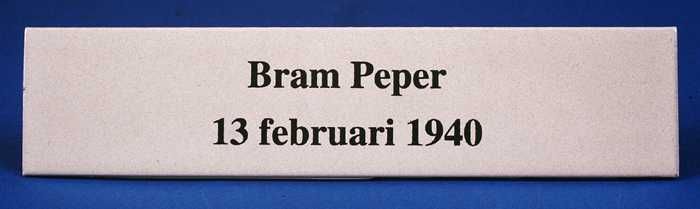 Bram Peper
13 februari 1940